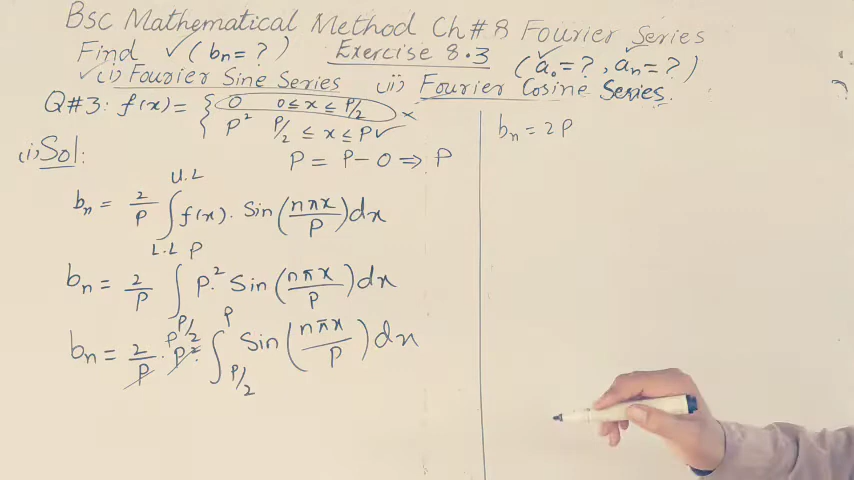 Bsc Mathematical Method Ch # 8 Fourier Series
Find ✓ (bn = ?) Exercise 8.3 (a₀ = ?, an = ?)
✓(i) Fourier Sine Series (ii) Fourier Cosine Series.
Q#3: f(x) = { 0 0 ≤ x ≤ P/2 ×
P² P/2 ≤ x ≤ P ✓
(i) Sol:
P = P - 0 ⇒ P
bn = 2/P ∫_{L.L}^{U.L} f(x). Sin(nπx/P) dx
bn = 2/P ∫_{P/2}^{P} P². Sin(nπx/P) dx
bn = 2/P . P² ∫_{P/2}^{P} Sin(nπx/P) dx
bn = 2P